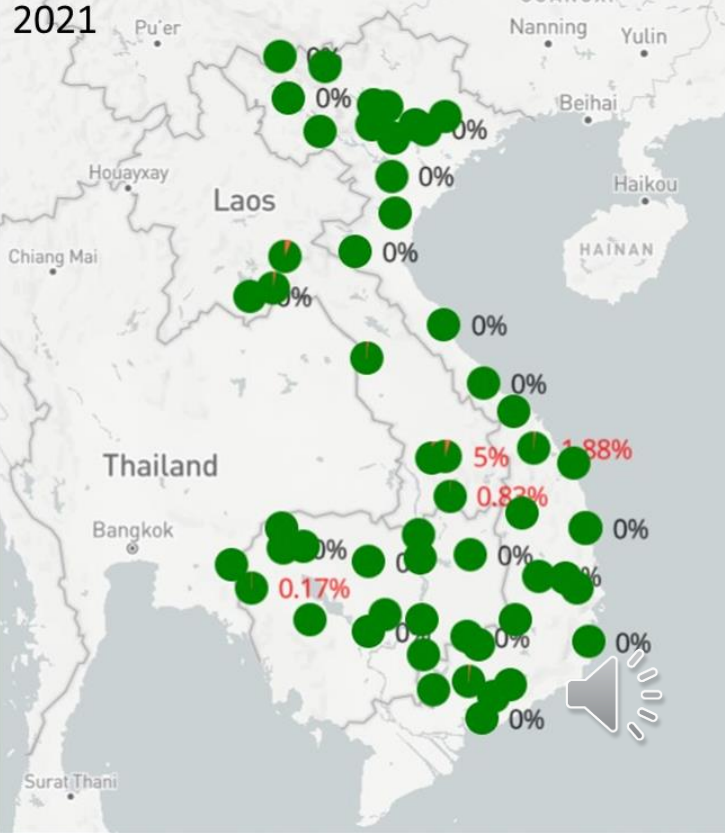 2021
Pu'er
Nanning
Yulin
0%
Beihai
0%
Houayxay
0%
Haikou
Laos
0%
HAINAN
Chiang Mai
0%
0%
0%
1.88%
5%
Thailand
0.83%
Bangkok
0%
0%
0%
0.17%
0%
0%
0%
0%
Surat Thani